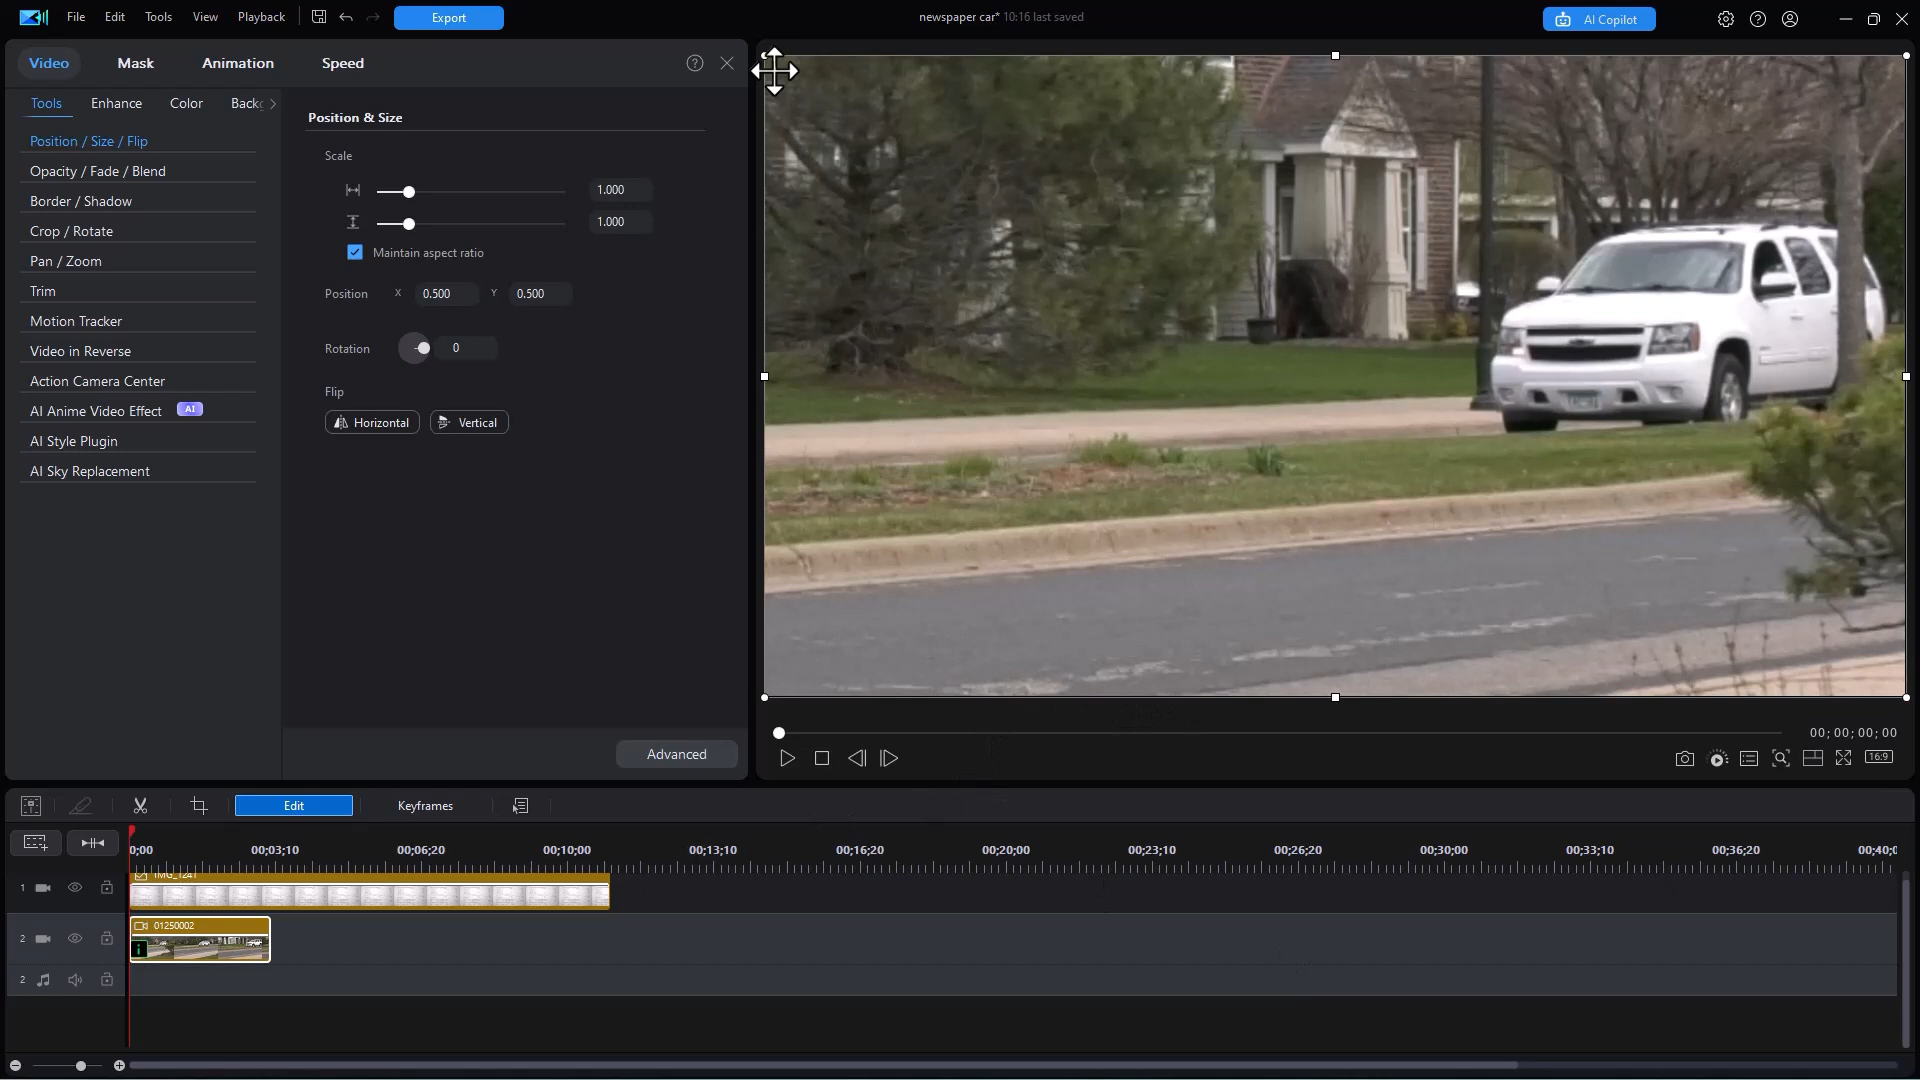 File Edit Tools View Playback Export newspaper car* 10:16 last saved AI Copilot
Video Mask Animation Speed
Tools Enhance Color
Position / Size / Flip
Opacity / Fade / Blend
Border / Shadow
Crop / Rotate
Pan / Zoom
Trim
Motion Tracker
Video in Reverse
Action Camera Center
AI Anime Video Effect AI
AI Style Plugin
AI Sky Replacement
Position & Size
Scale
1.000
1.000
Maintain aspect ratio
Position X 0.500 Y 0.500
Rotation 0
Flip
Horizontal Vertical
Advanced
00; 00; 00; 00
16:9
Edit Keyframes
0;00 00;03;10 00;06;20 00;10;00 00;13;10 00;16;20 00;20;00 00;23;10 00;26;20 00;30;00 00;33;10 00;36;20 00;40;
1 IMG_1241
2 01250002
2